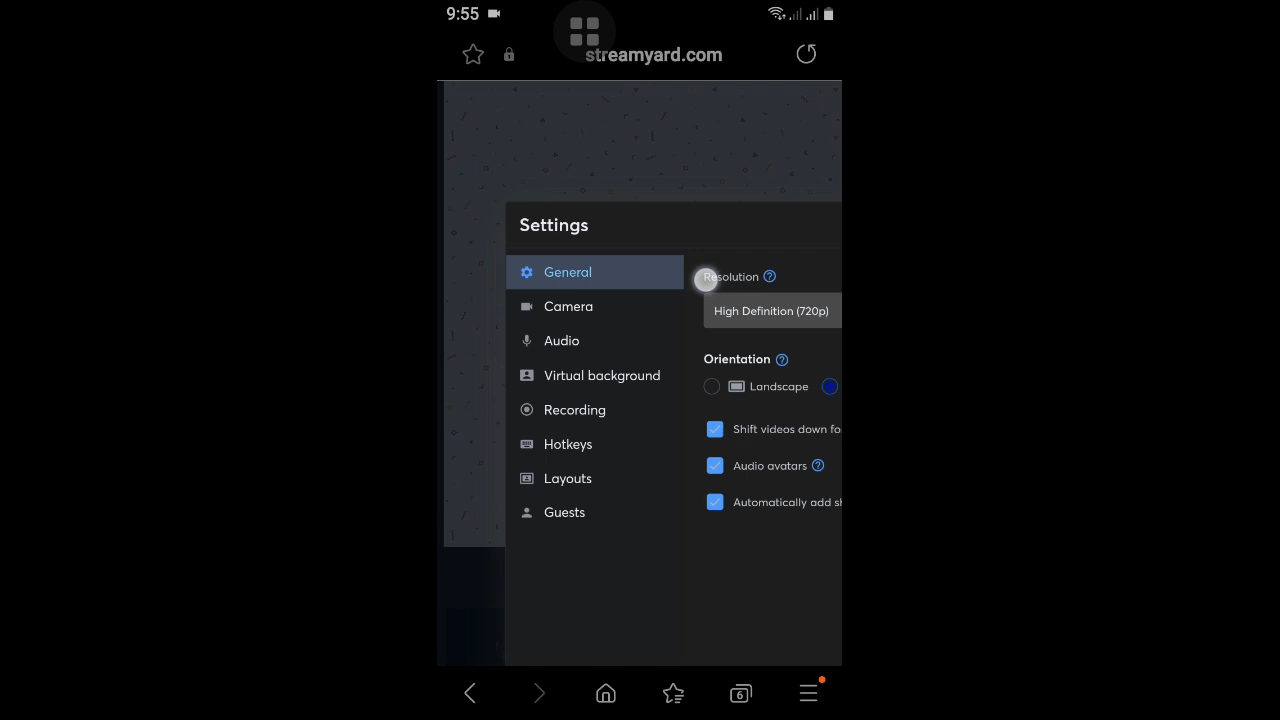 9:55
streamyard.com
Settings
General
Camera
Audio
Virtual background
Recording
Hotkeys
Layouts
Guests
Resolution
High Definition (720p)
Orientation
Landscape
Shift videos down fo
Audio avatars
Automatically add sh
6